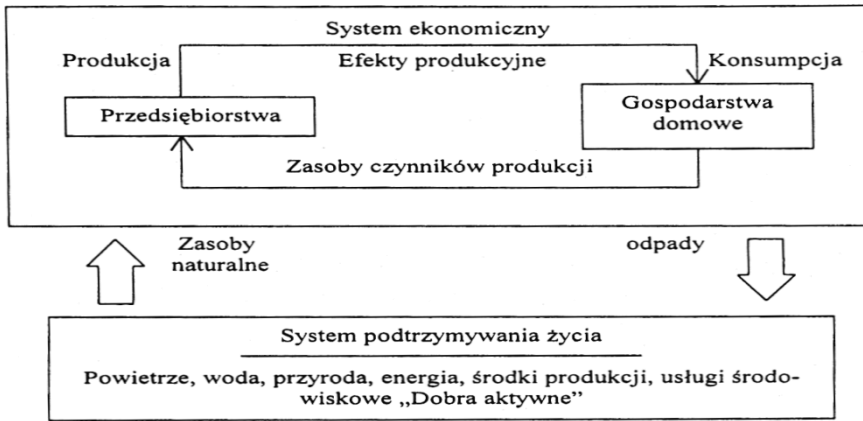 System ekonomiczny
Produkcja
Efekty produkcyjne
Konsumpcja
Przedsiębiorstwa
Gospodarstwa
domowe
Zasoby czynników produkcji
Zasoby
naturalne
odpady
System podtrzymywania życia
Powietrze, woda, przyroda, energia, środki produkcji, usługi środo-
wiskowe „Dobra aktywne”